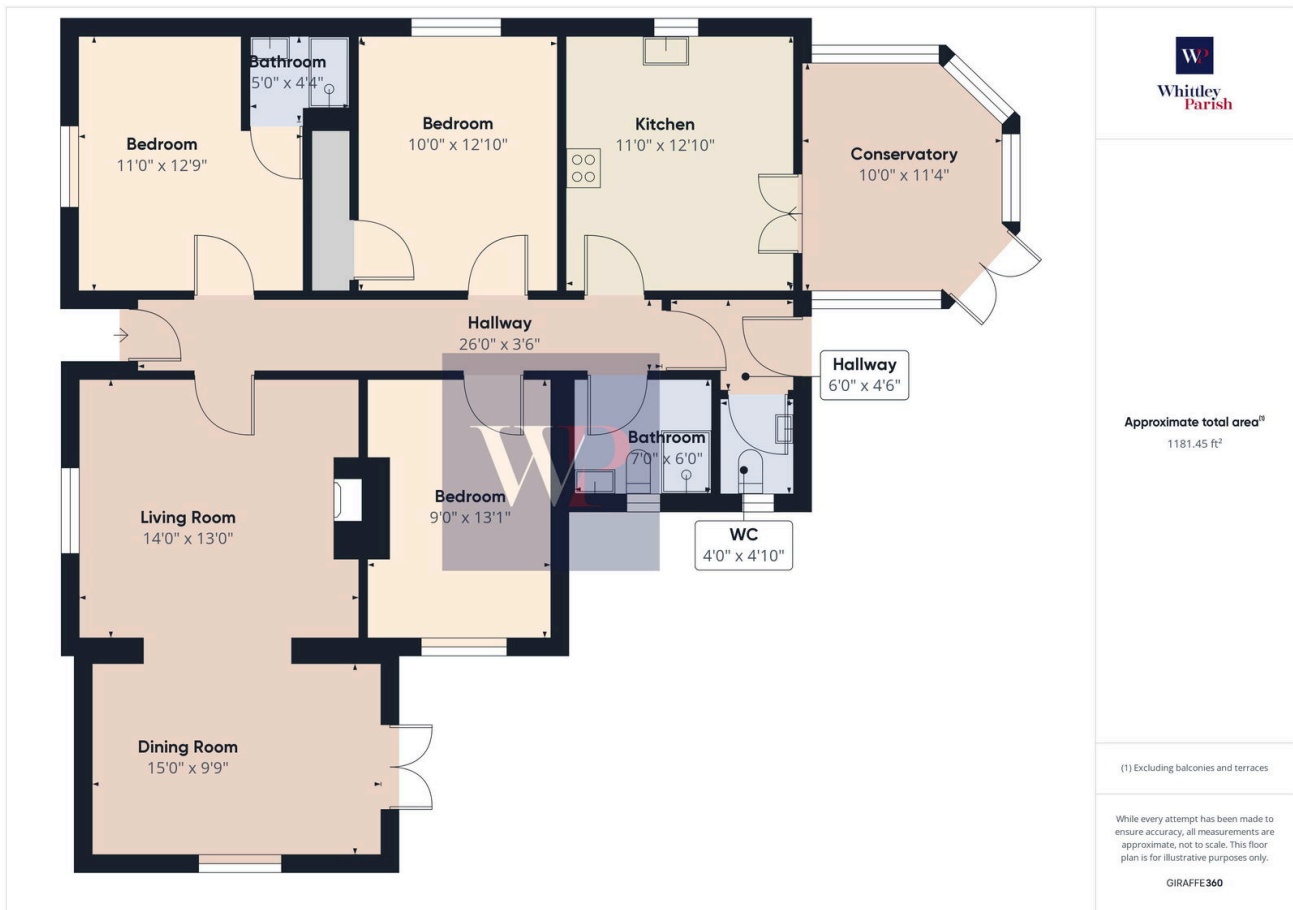 Bathroom
5'0" x 4'4"
Bedroom
11'0" x 12'9"
Bedroom
10'0" x 12'10"
Kitchen
11'0" x 12'10"
Conservatory
10'0" x 11'4"
Hallway
26'0" x 3'6"
Hallway
6'0" x 4'6"
Living Room
14'0" x 13'0"
Bedroom
9'0" x 13'1"
Bathroom
7'0" x 6'0"
WC
4'0" x 4'10"
Dining Room
15'0" x 9'9"
WP
WP
Whittley
Parish
Approximate total area(1)
1181.45 ft²
(1) Excluding balconies and terraces
While every attempt has been made to
ensure accuracy, all measurements are
approximate, not to scale. This floor
plan is for illustrative purposes only.
GIRAFFE360